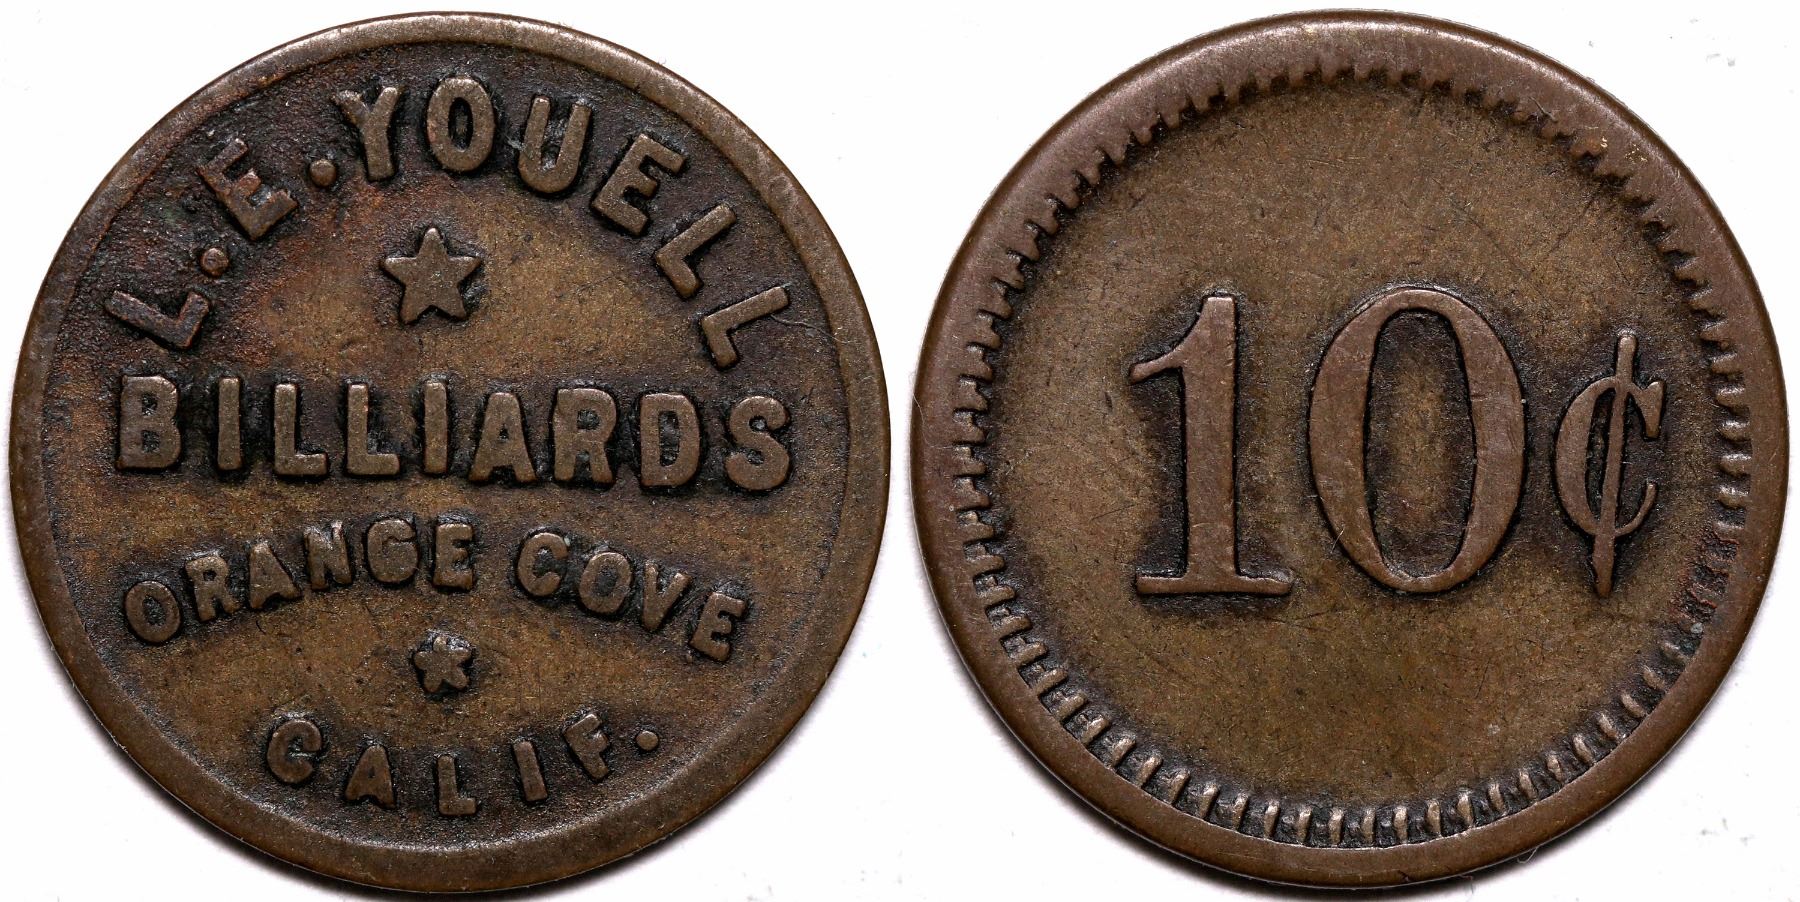 L.E. YOUELL
BILLIARDS
ORANGE COVE
CALIF.
10¢